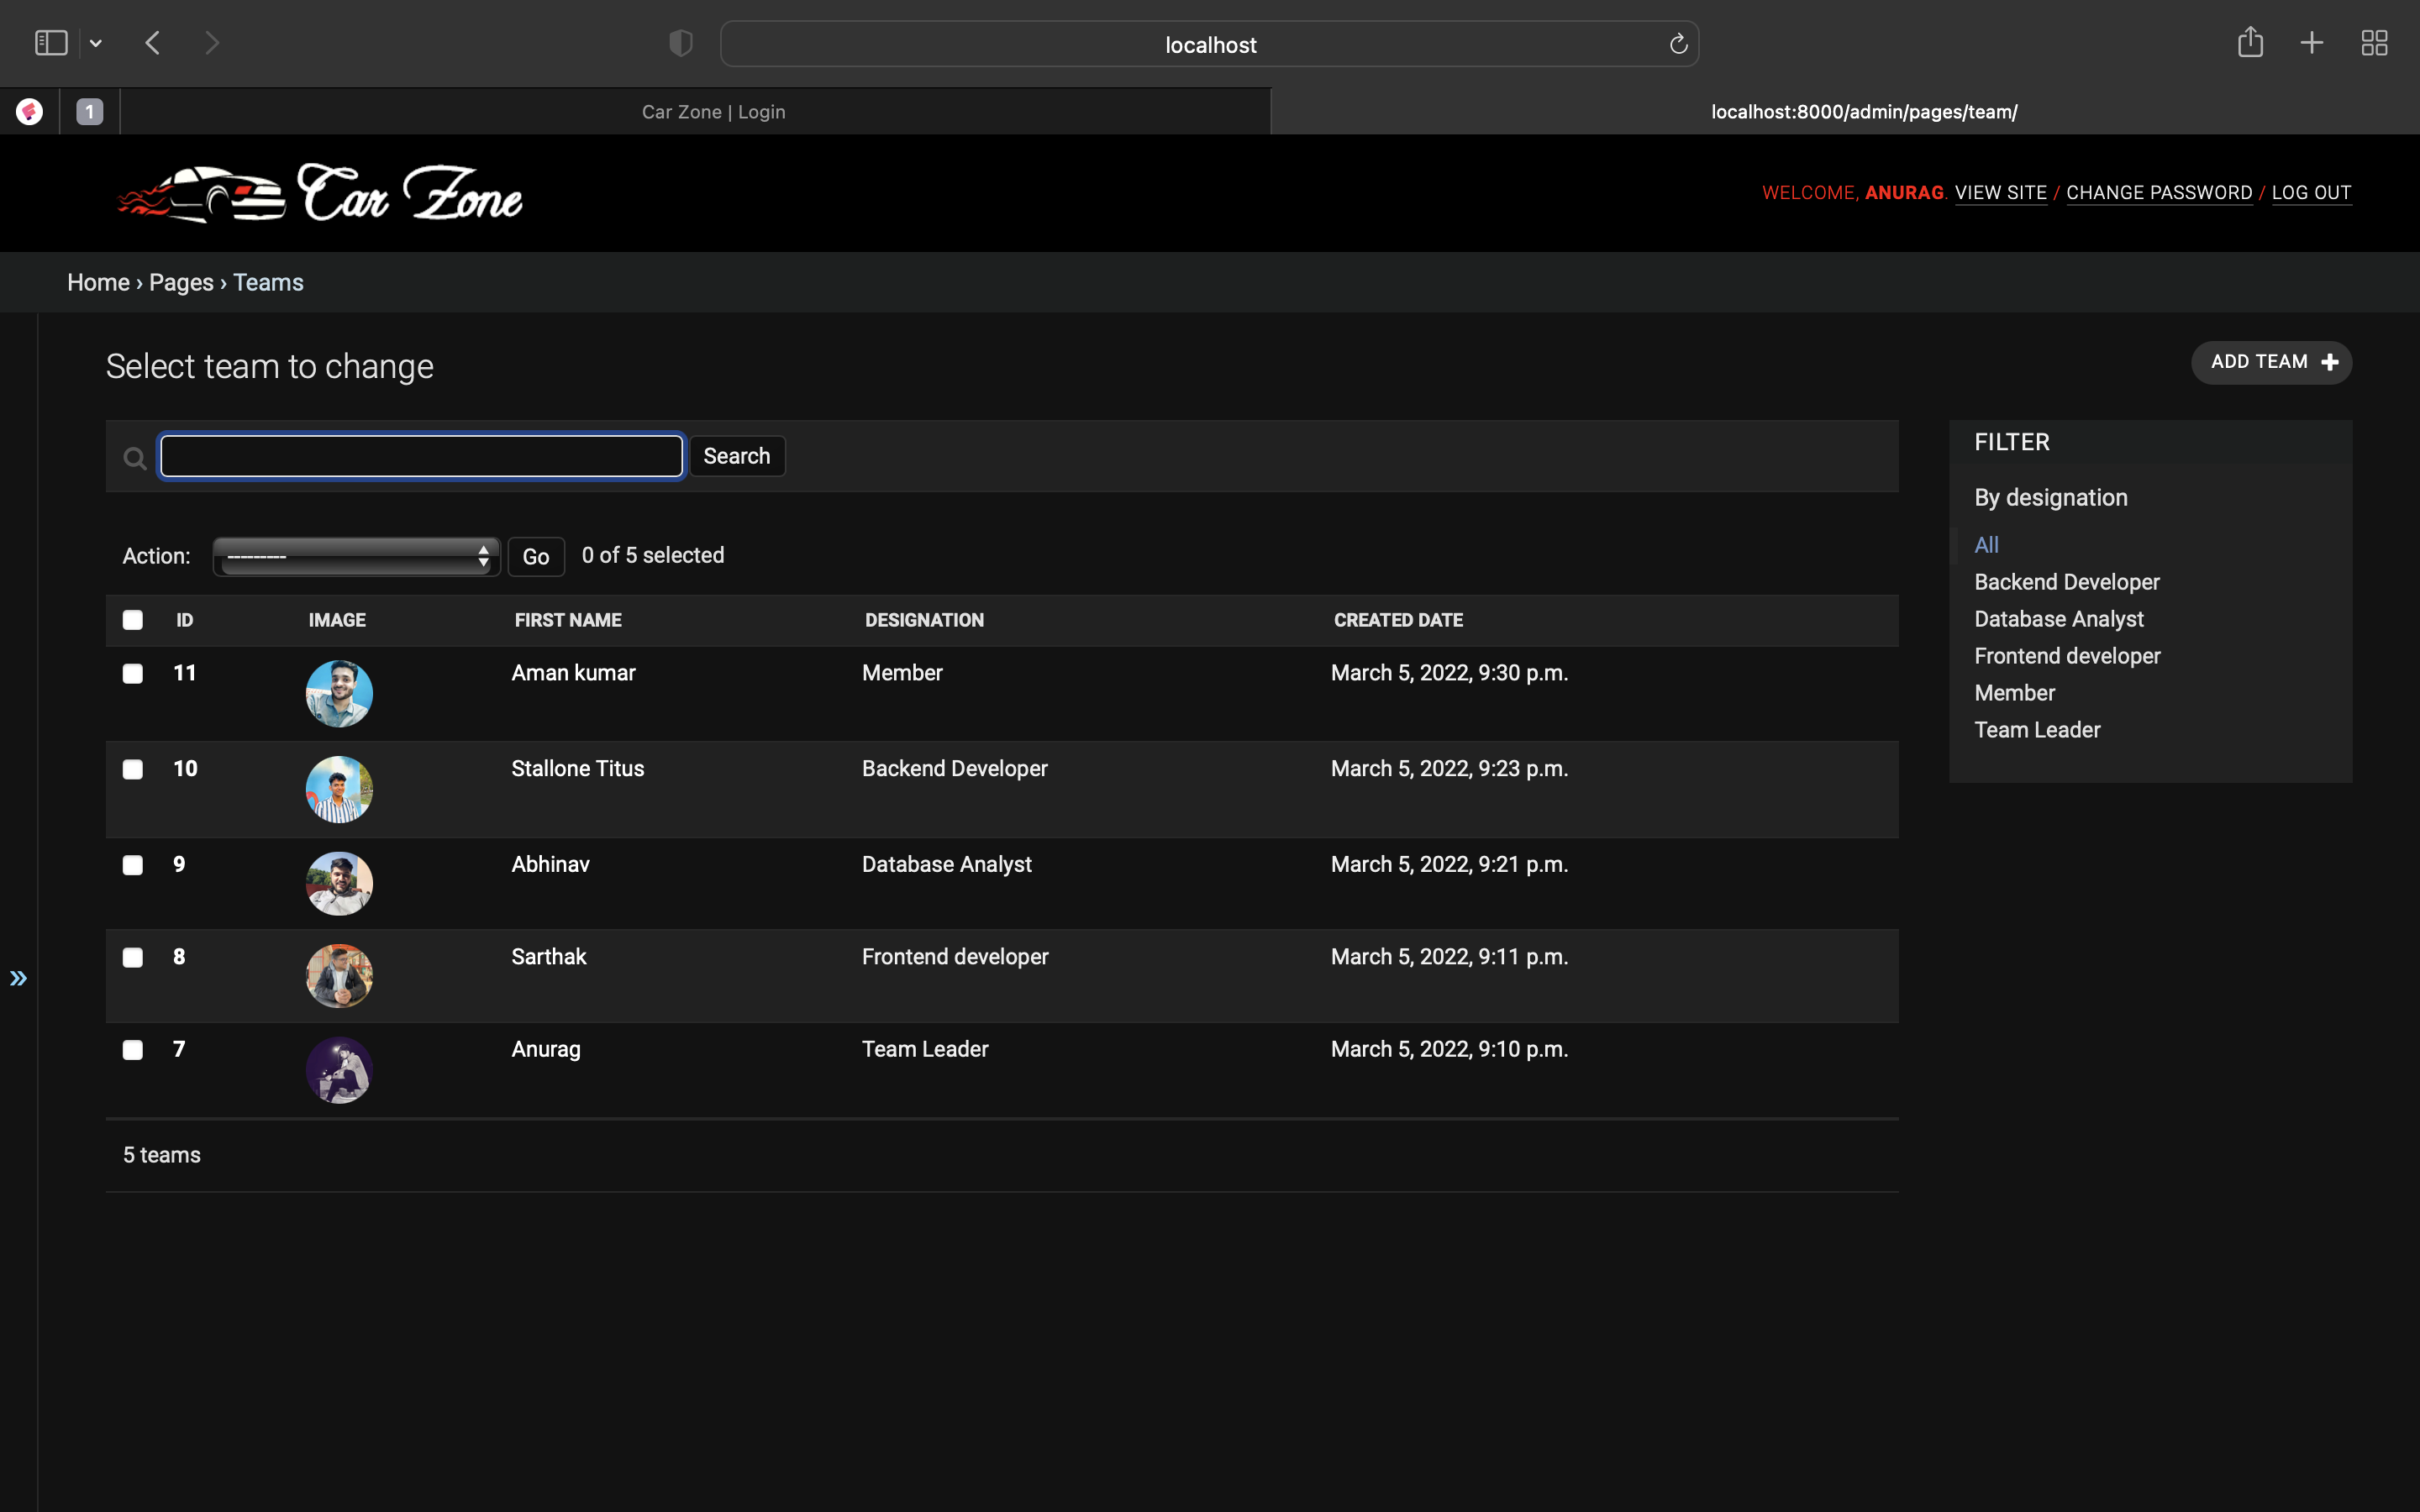 localhost
1
Car Zone | Login
localhost:8000/admin/pages/team/
Car Zone
WELCOME, ANURAG. VIEW SITE / CHANGE PASSWORD / LOG OUT
Home › Pages › Teams
Select team to change
ADD TEAM
Search
Action: --------- Go 0 of 5 selected
ID IMAGE FIRST NAME DESIGNATION CREATED DATE
11 Aman kumar Member March 5, 2022, 9:30 p.m.
10 Stallone Titus Backend Developer March 5, 2022, 9:23 p.m.
9 Abhinav Database Analyst March 5, 2022, 9:21 p.m.
8 Sarthak Frontend developer March 5, 2022, 9:11 p.m.
7 Anurag Team Leader March 5, 2022, 9:10 p.m.
5 teams
FILTER
By designation
All
Backend Developer
Database Analyst
Frontend developer
Member
Team Leader
»